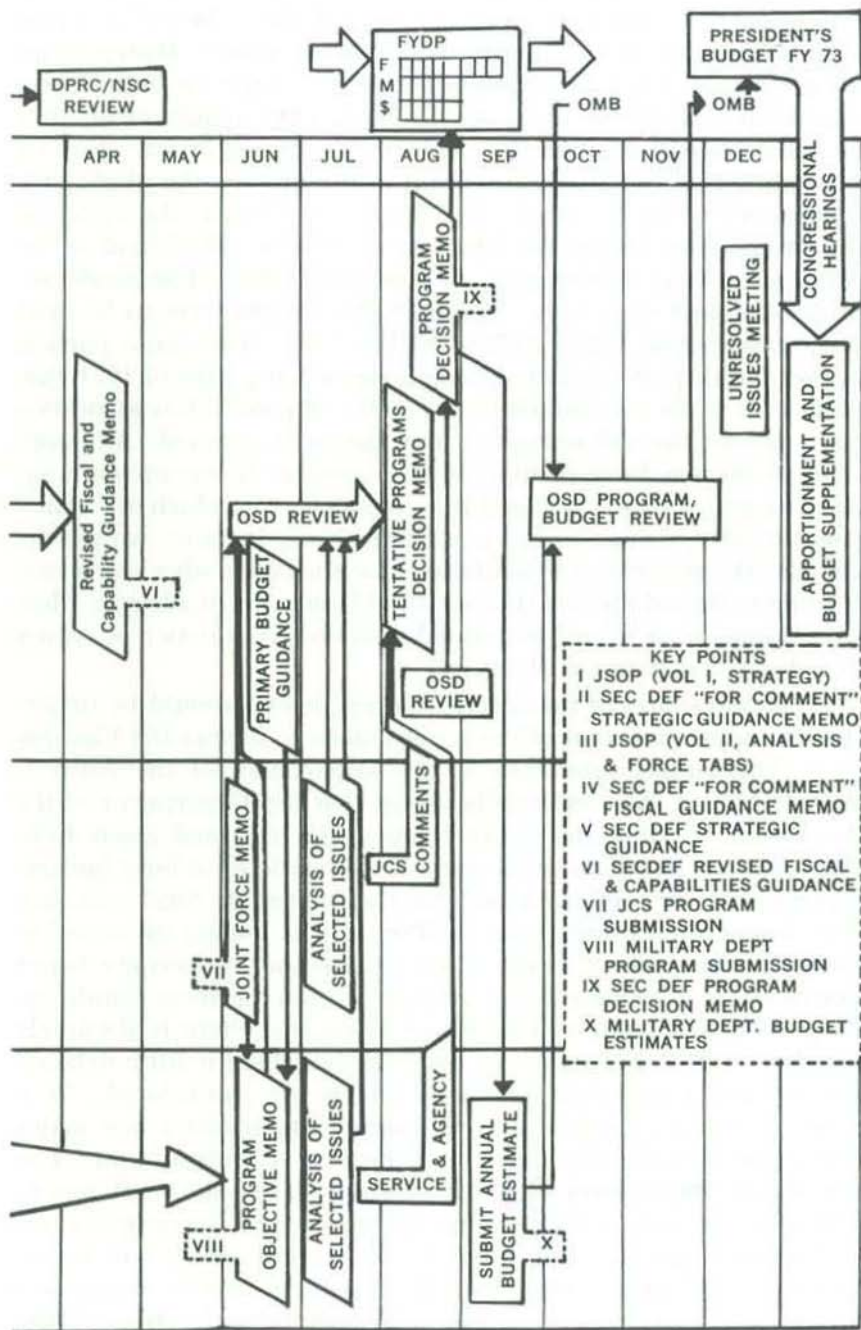 DPRC/NSC
REVIEW
FYDP
F
M
$
PRESIDENT'S
BUDGET FY 73
OMB
OMB
APR
MAY
JUN
JUL
AUG
SEP
OCT
NOV
DEC
CONGRESSIONAL
HEARINGS
Revised Fiscal and
Capability Guidance Memo
VI
OSD REVIEW
PRIMARY BUDGET
GUIDANCE
TENTATIVE PROGRAMS
DECISION MEMO
PROGRAM
DECISION MEMO
IX
OSD
REVIEW
OSD PROGRAM,
BUDGET REVIEW
UNRESOLVED
ISSUES MEETING
APPORTIONMENT AND
BUDGET SUPPLEMENTATION
JOINT FORCE MEMO
VII
ANALYSIS OF
SELECTED ISSUES
JCS
COMMENTS
KEY POINTS
I JSOP (VOL I, STRATEGY)
II SEC DEF "FOR COMMENT"
STRATEGIC GUIDANCE MEMO
III JSOP (VOL II, ANALYSIS
& FORCE TABS)
IV SEC DEF "FOR COMMENT"
FISCAL GUIDANCE MEMO
V SEC DEF STRATEGIC
GUIDANCE
VI SECDEF REVISED FISCAL
& CAPABILITIES GUIDANCE
VII JCS PROGRAM
SUBMISSION
VIII MILITARY DEPT
PROGRAM SUBMISSION
IX SEC DEF PROGRAM
DECISION MEMO
X MILITARY DEPT. BUDGET
ESTIMATES
PROGRAM
OBJECTIVE MEMO
VIII
ANALYSIS OF
SELECTED ISSUES
SERVICE
& AGENCY
SUBMIT ANNUAL
BUDGET ESTIMATE
X